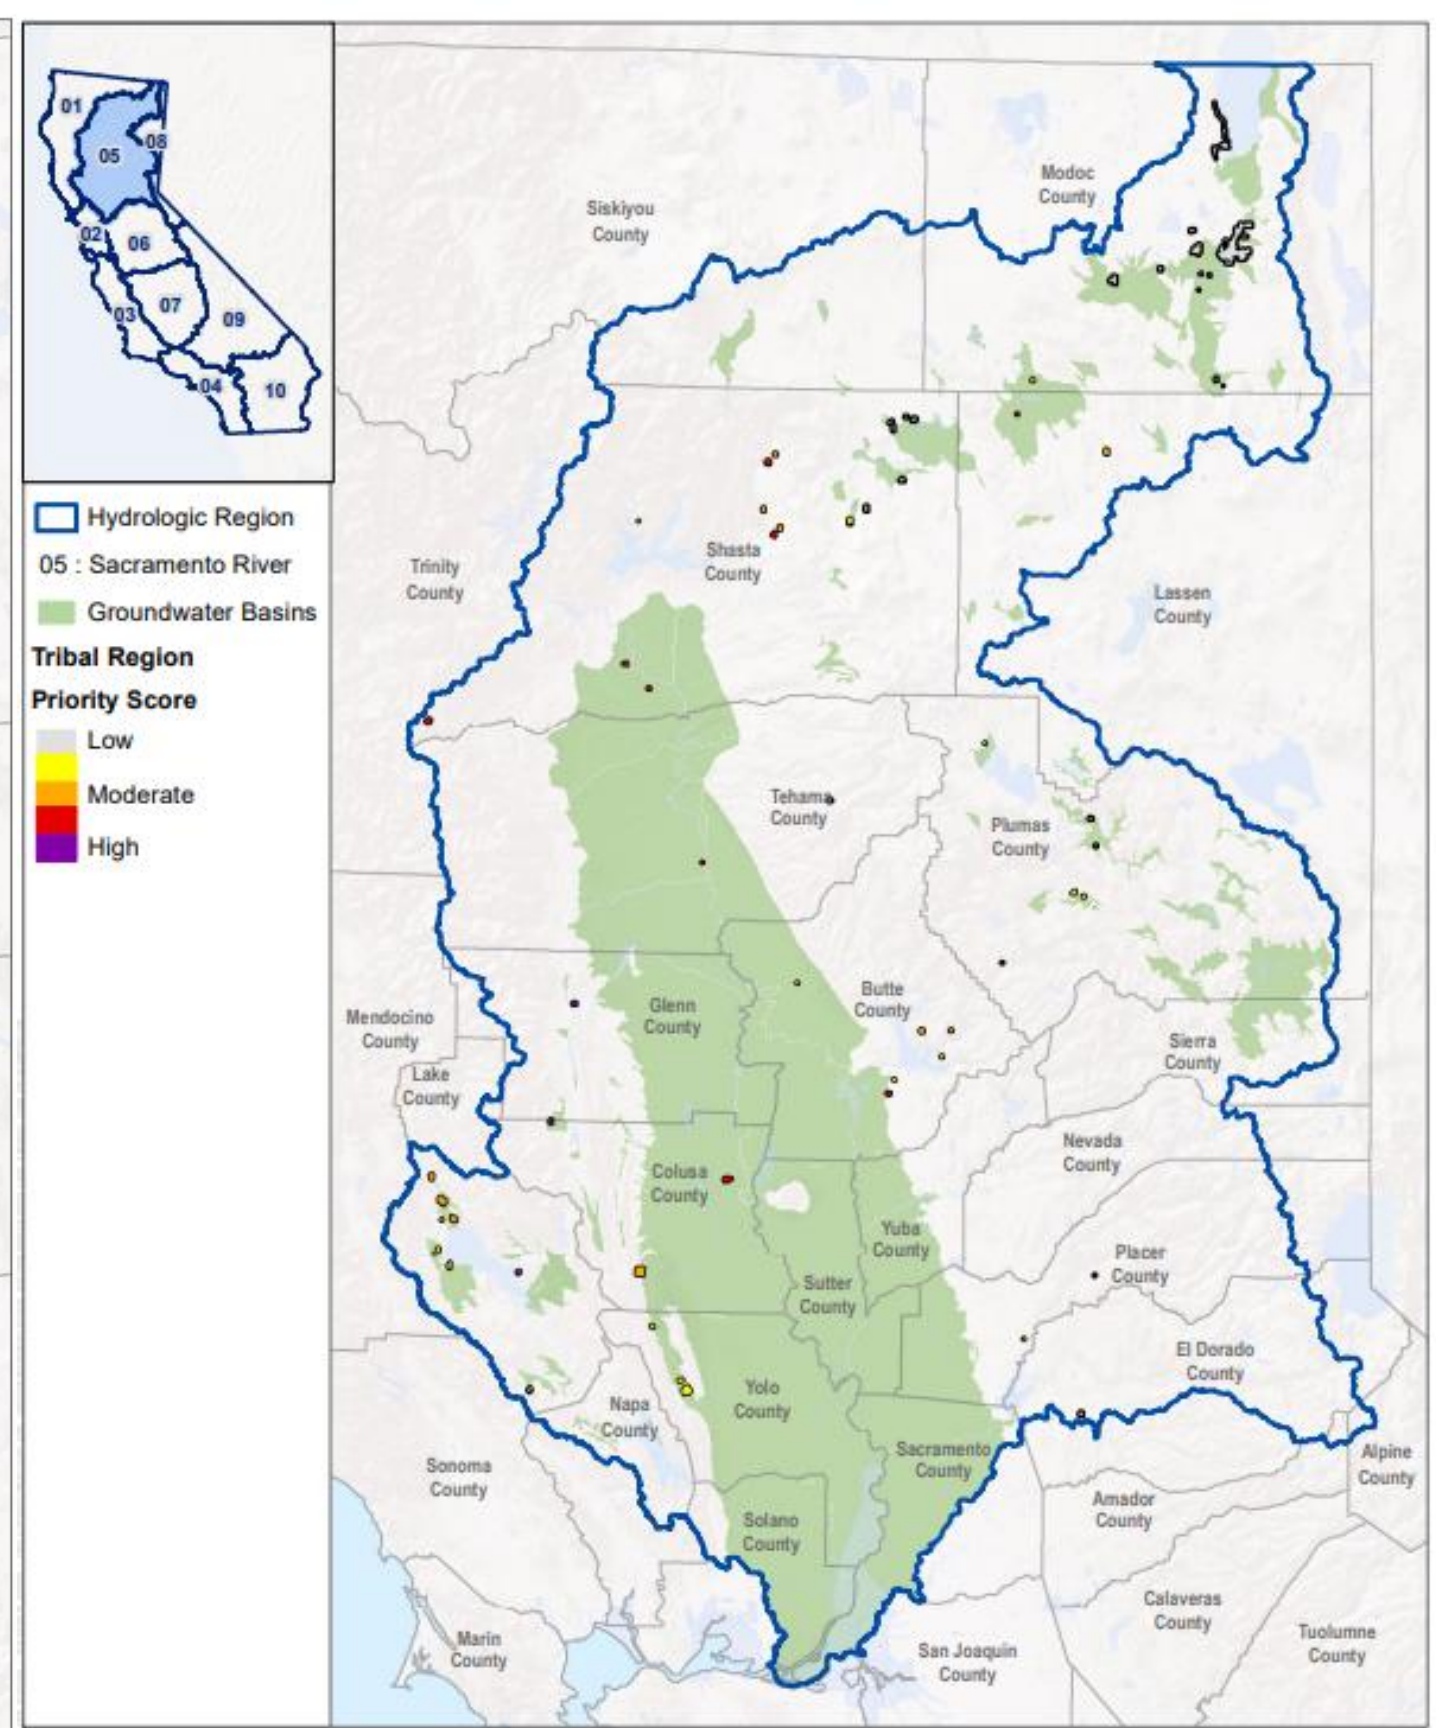 01
08
05
02
06
03
07
09
04
10
Hydrologic Region
05 : Sacramento River
Groundwater Basins
Tribal Region
Priority Score
Low
Moderate
High
Modoc
County
Siskiyou
County
Shasta
County
Trinity
County
Lassen
County
Tehama
County
Plumas
County
Butte
County
Glenn
County
Mendocino
County
Sierra
County
Lake
County
Nevada
County
Colusa
County
Yuba
County
Placer
County
Sutter
County
El Dorado
County
Yolo
County
Napa
County
Sacramento
County
Sonoma
County
Alpine
County
Amador
County
Solano
County
Calaveras
County
Tuolumne
County
Marin
County
San Joaquin
County